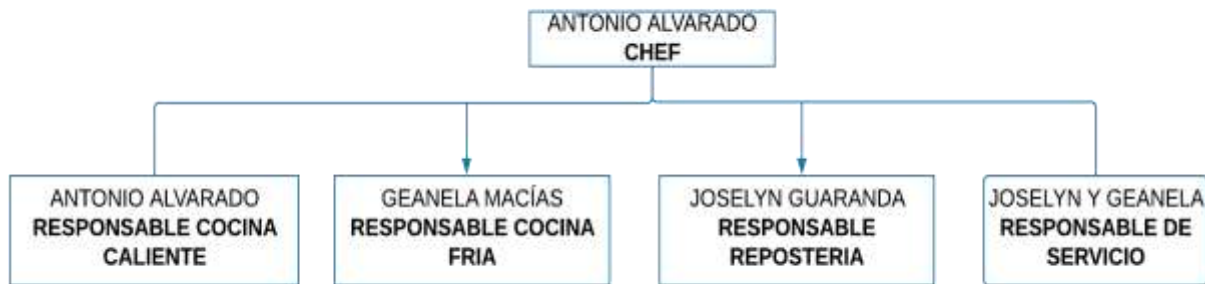 ANTONIO ALVARADO
CHEF
ANTONIO ALVARADO
RESPONSABLE COCINA
CALIENTE
GEANELA MACÍAS
RESPONSABLE COCINA
FRIA
JOSELYN GUARANDA
RESPONSABLE
REPOSTERIA
JOSELYN Y GEANELA
RESPONSABLE DE
SERVICIO